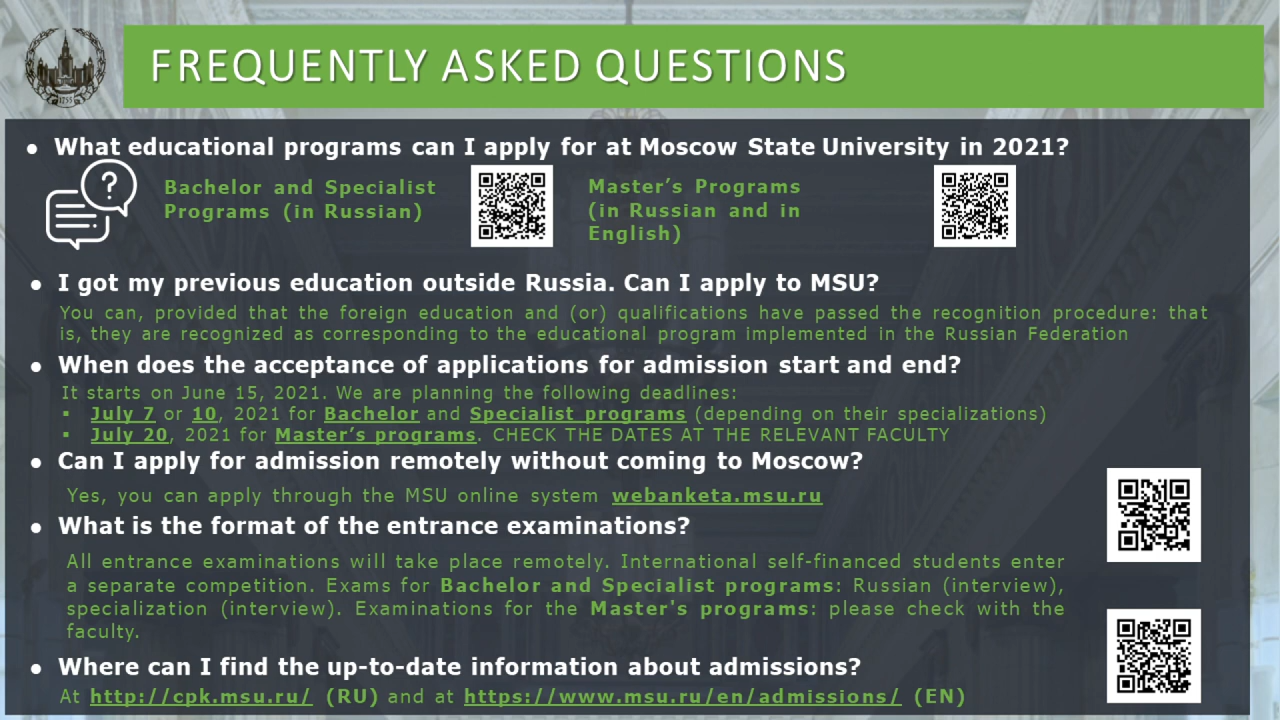 FREQUENTLY ASKED QUESTIONS
1755
● What educational programs can I apply for at Moscow State University in 2021?
Bachelor and Specialist
Programs (in Russian)
Master’s Programs
(in Russian and in
English)
● I got my previous education outside Russia. Can I apply to MSU?
You can, provided that the foreign education and (or) qualifications have passed the recognition procedure: that
is, they are recognized as corresponding to the educational program implemented in the Russian Federation
● When does the acceptance of applications for admission start and end?
It starts on June 15, 2021. We are planning the following deadlines:
▪ July 7 or 10, 2021 for Bachelor and Specialist programs (depending on their specializations)
▪ July 20, 2021 for Master’s programs. CHECK THE DATES AT THE RELEVANT FACULTY
● Can I apply for admission remotely without coming to Moscow?
Yes, you can apply through the MSU online system webanketa.msu.ru
● What is the format of the entrance examinations?
All entrance examinations will take place remotely. International self-financed students enter
a separate competition. Exams for Bachelor and Specialist programs: Russian (interview),
specialization (interview). Examinations for the Master's programs: please check with the
faculty.
● Where can I find the up-to-date information about admissions?
At http://cpk.msu.ru/ (RU) and at https://www.msu.ru/en/admissions/ (EN)